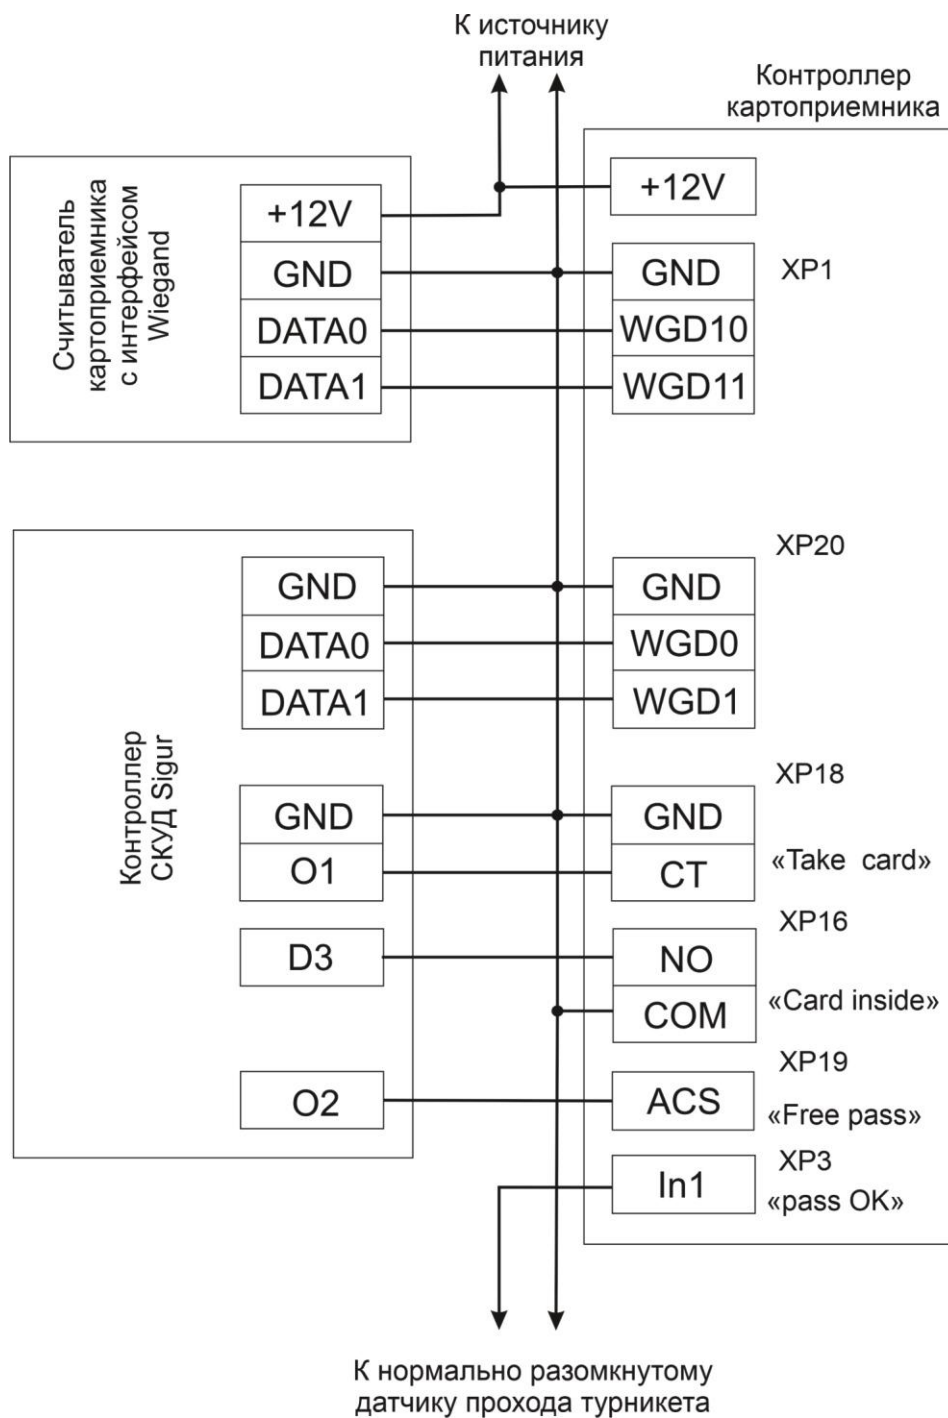 К источнику
питания
Контроллер
картоприемника
Считыватель
картоприемника
с интерфейсом
Wiegand
+12V
GND
DATA0
DATA1
+12V
GND
WGD10
WGD11
XP1
Контроллер
СКУД Sigur
GND
DATA0
DATA1
XP20
GND
WGD0
WGD1
GND
O1
XP18
GND
CT
«Take card»
D3
XP16
NO
COM
«Card inside»
O2
XP19
ACS
«Free pass»
XP3
In1
«pass OK»
К нормально разомкнутому
датчику прохода турникета